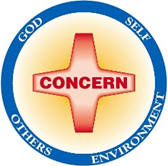 GOD
SELF
CONCERN
OTHERS
ENVIRONMENT